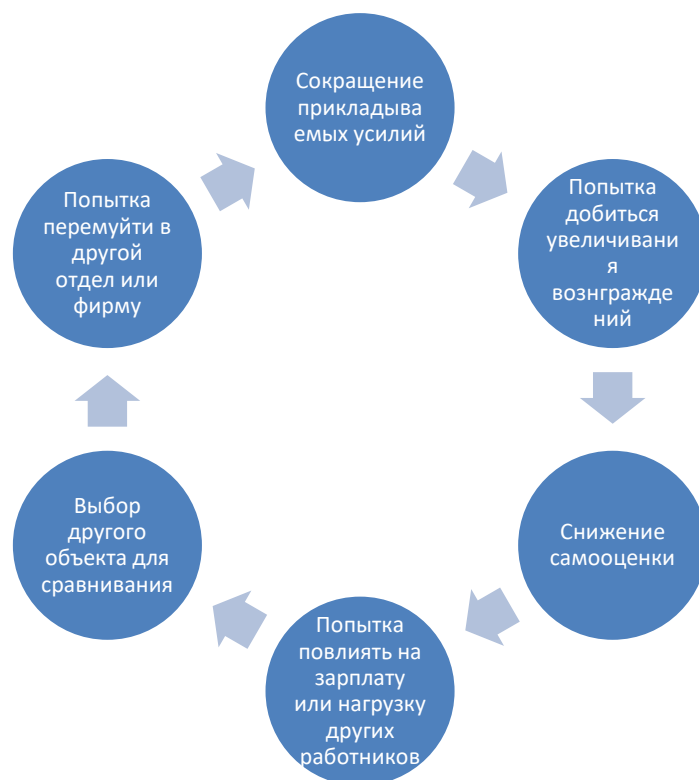 Сокращение
прикладыва
емых усилий
Попытка
добиться
увеличивани
я
вознгражде
ний
Снижение
самооценки
Попытка
повлиять на
зарплату
или нагрузку
других
работников
Выбор
другого
объекта для
сравнивания
Попытка
перемуйти в
другой
отдел или
фирму